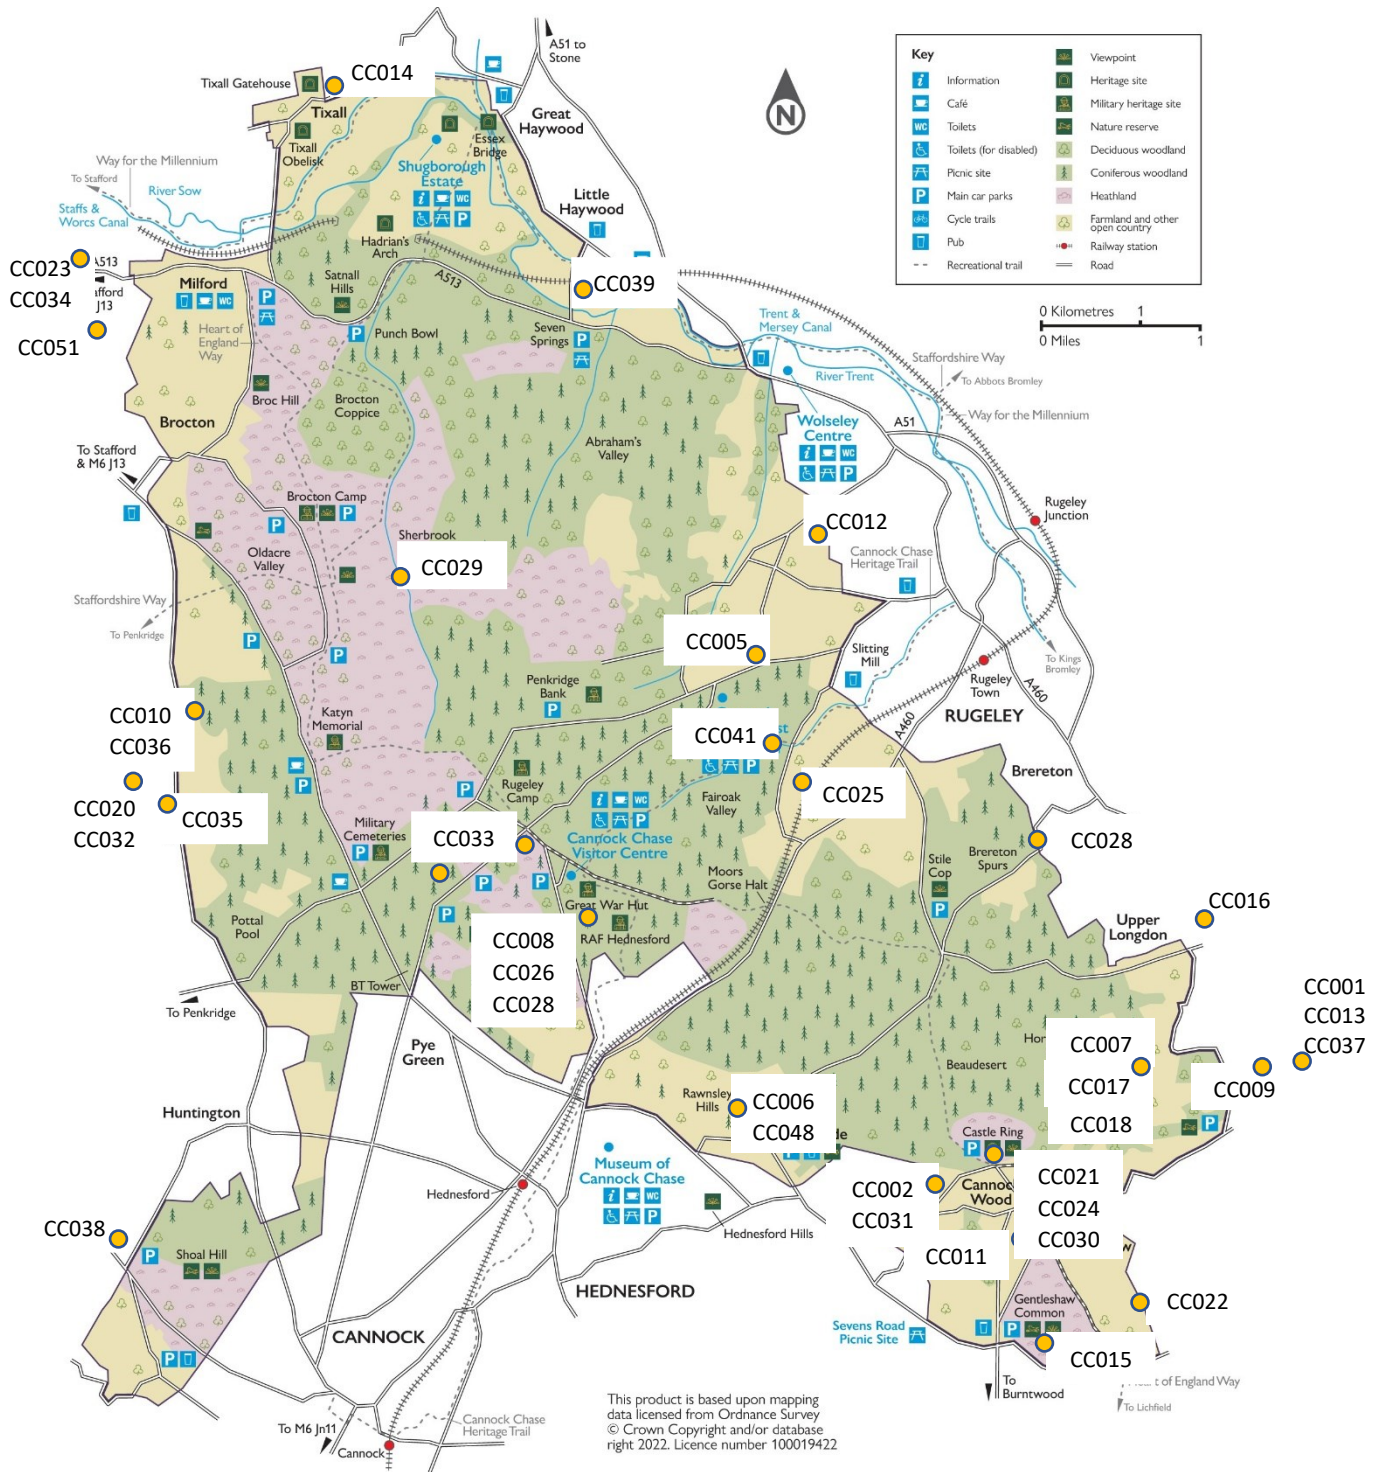 A51 to
Stone
Key
Information
Café
WC
Toilets
Toilets (for disabled)
Picnic site
P
Main car parks
Cycle trails
Pub
Recreational trail
Viewpoint
Heritage site
Military heritage site
Nature reserve
Deciduous woodland
Coniferous woodland
Heathland
Farmland and other
open country
Railway station
Road
N
0 Kilometres 1
0 Miles 1
Tixall Gatehouse
CC014
Tixall
Tixall
Obelisk
Great
Haywood
Essex
Bridge
Shugborough
Estate
Little
Haywood
Way for the Millennium
To Stafford
River Sow
Staffs &
Worcs Canal
Hadrian's
Arch
A513
CC023
CC034
A513
afford
J13
CC051
Milford
Satnall
Hills
CC039
Heart of
England
Way
Punch Bowl
Seven
Springs
Trent &
Mersey Canal
River Trent
Staffordshire Way
To Abbots Bromley
Way for the Millennium
Broc Hill
Brocton
Coppice
Brocton
Abraham's
Valley
Wolseley
Centre
A51
To Stafford
& M6 J13
Brocton Camp
Rugeley
Junction
Oldacre
Valley
Sherbrook
CC029
CC012
Cannock Chase
Heritage Trail
Staffordshire Way
To Penkridge
CC005
Slitting
Mill
To Kings
Bromley
Rugeley
Town
A460
A460
RUGELEY
Penkridge
Bank
CC010
CC036
Katyn
Memorial
CC041
Rugeley
Camp
Fairoak
Valley
CC025
Brereton
CC020
CC032
CC035
Military
Cemeteries
CC033
Cannock Chase
Visitor Centre
Moors
Gorse Halt
Stile
Cop
Brereton
Spurs
CC028
Great War Hut
RAF Hednesford
CC008
CC026
CC028
Upper
Longdon
CC016
Pottal
Pool
BT Tower
To Penkridge
Pye
Green
CC001
CC013
CC037
CC009
Hor
CC007
CC017
CC018
Beaudesert
Rawnsley
Hills
CC006
CC048
de
Huntington
Castle Ring
Museum of
Cannock Chase
Hednesford
Hednesford Hills
CC002
CC031
Cannoc
Wood
CC021
CC024
CC030
CC011
CC038
Shoal Hill
HEDNESFORD
CANNOCK
Gentleshaw
Common
CC022
Sevens Road
Picnic Site
CC015
To
Burntwood
eart of England Way
To Lichfield
To M6 Jn11
Cannock
Cannock Chase
Heritage Trail
This product is based upon mapping
data licensed from Ordnance Survey
© Crown Copyright and/or database
right 2022. Licence number 100019422